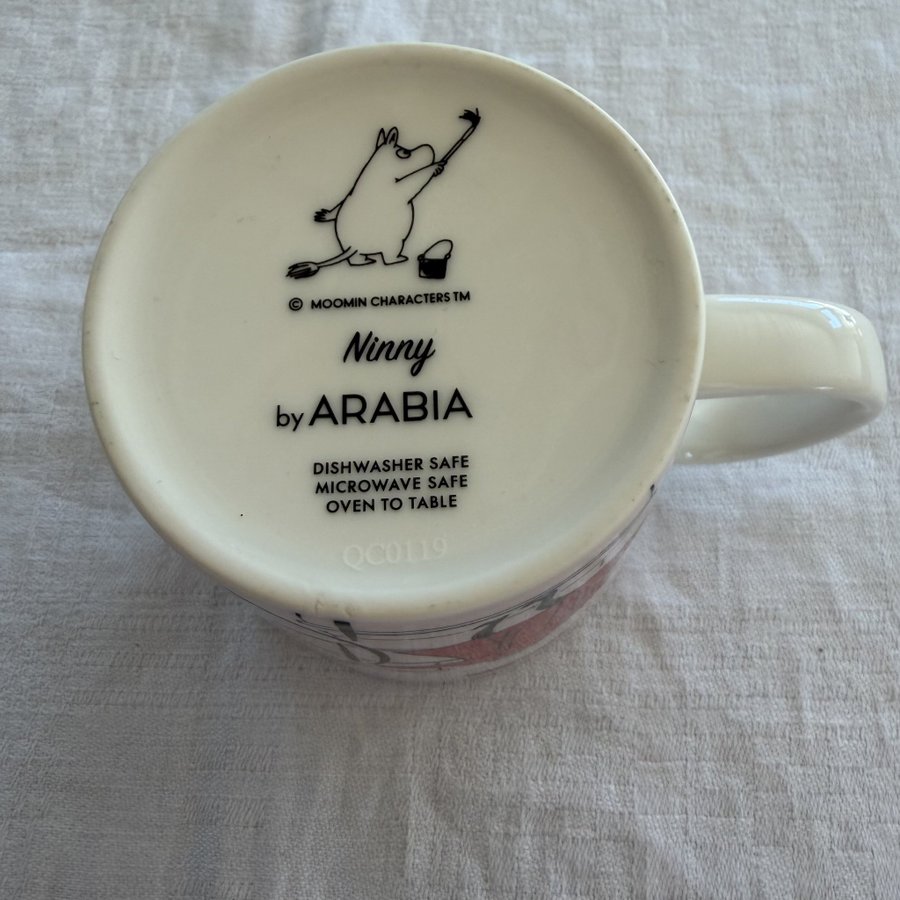 © MOOMIN CHARACTERS TM
Ninny
by ARABIA
DISHWASHER SAFE
MICROWAVE SAFE
OVEN TO TABLE
QC0119